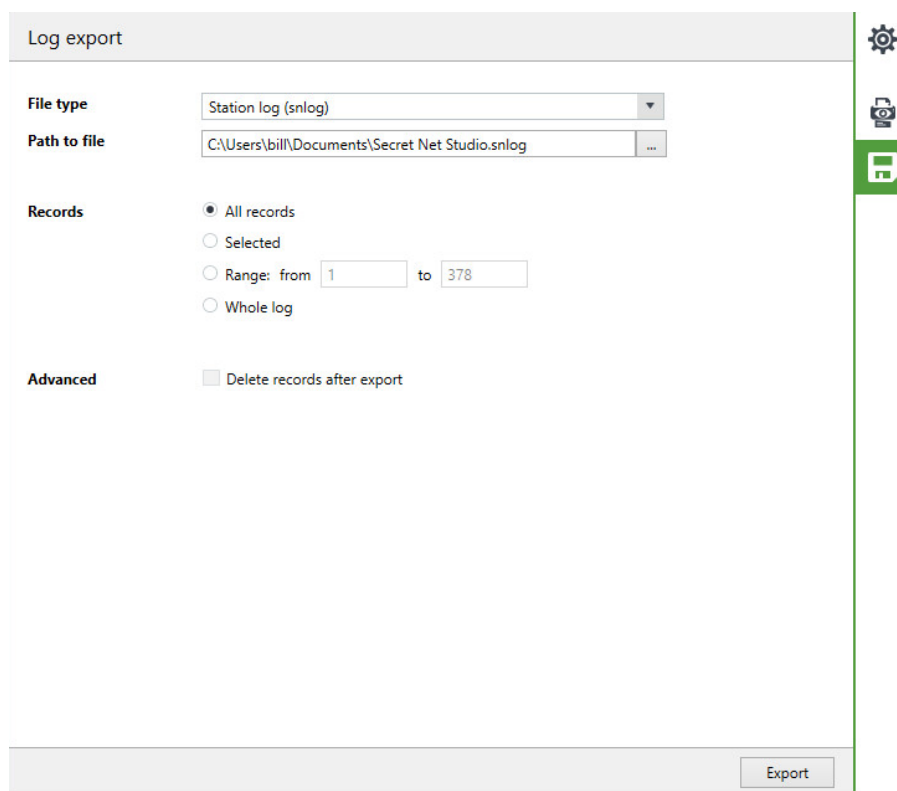 Log export
File type Station log (snlog)
Path to file C:\Users\bill\Documents\Secret Net Studio.snlog ...
Records All records
Selected
Range: from 1 to 378
Whole log
Advanced Delete records after export
Export